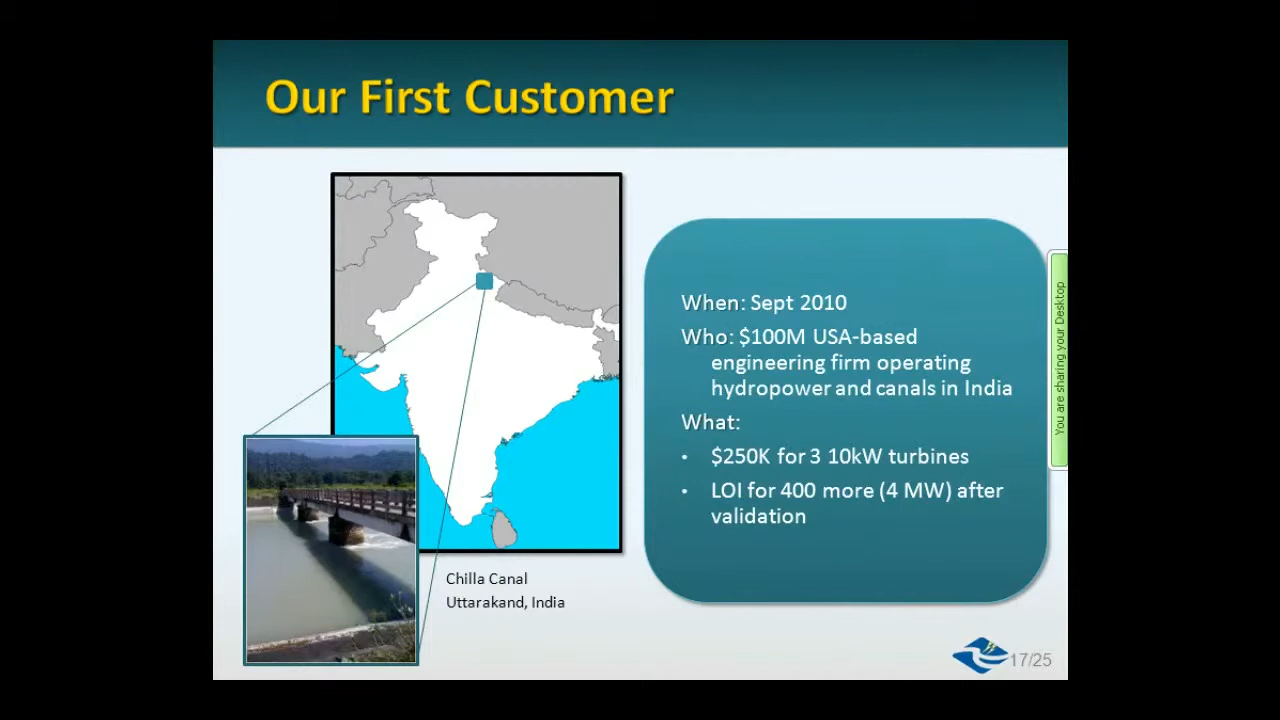 Our First Customer
When: Sept 2010
Who: $100M USA-based
engineering firm operating
hydropower and canals in India
What:
• $250K for 3 10kW turbines
• LOI for 400 more (4 MW) after
validation
Chilla Canal
Uttarakand, India
You are sharing your Desktop
17/25